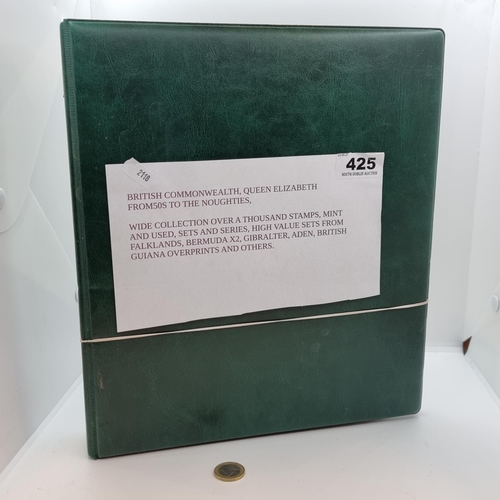 2110
425
BRITISH COMMONWEALTH, QUEEN ELIZABETH
FROM50S TO THE NOUGHTIES,
WIDE COLLECTION OVER A THOUSAND STAMPS, MINT
AND USED, SETS AND SERIES, HIGH VALUE SETS FROM
FALKLANDS, BERMUDA X2, GIBRALTER, ADEN, BRITISH
GUIANA OVERPRINTS AND OTHERS.